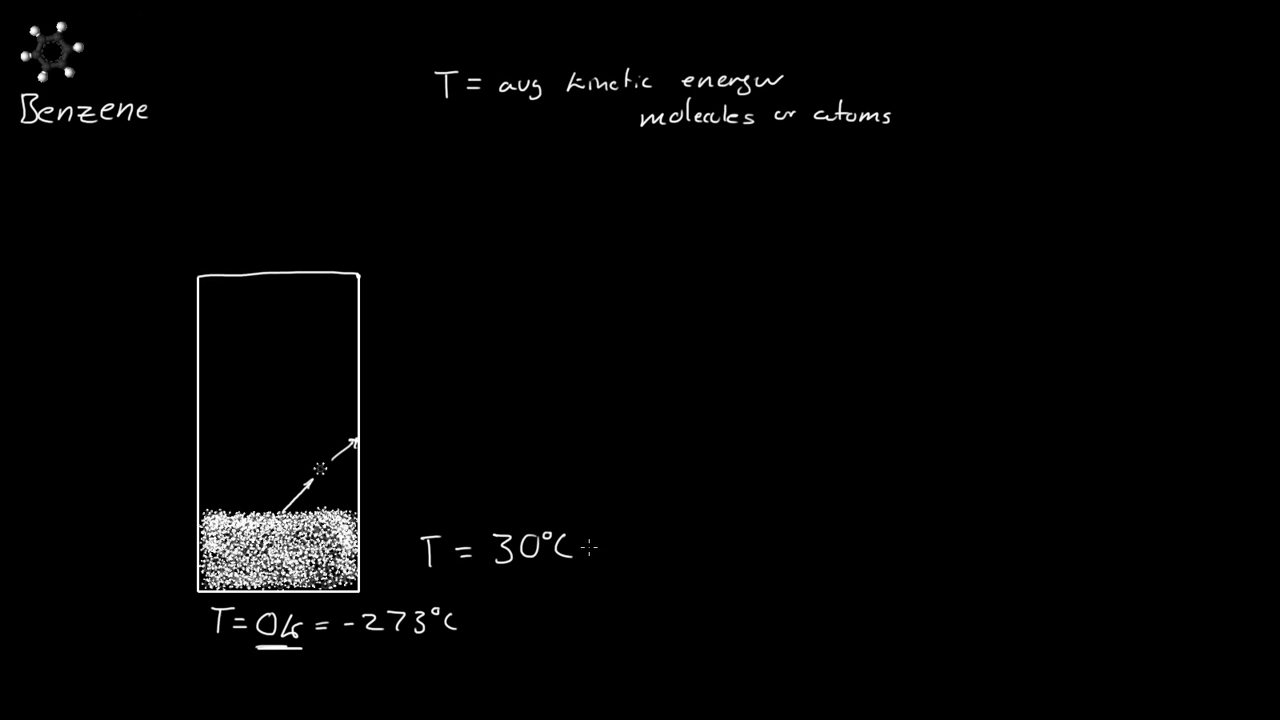 Benzene
T = avg kinetic energy
molecules or atoms
T = 30°C
T = 0K = -273°C